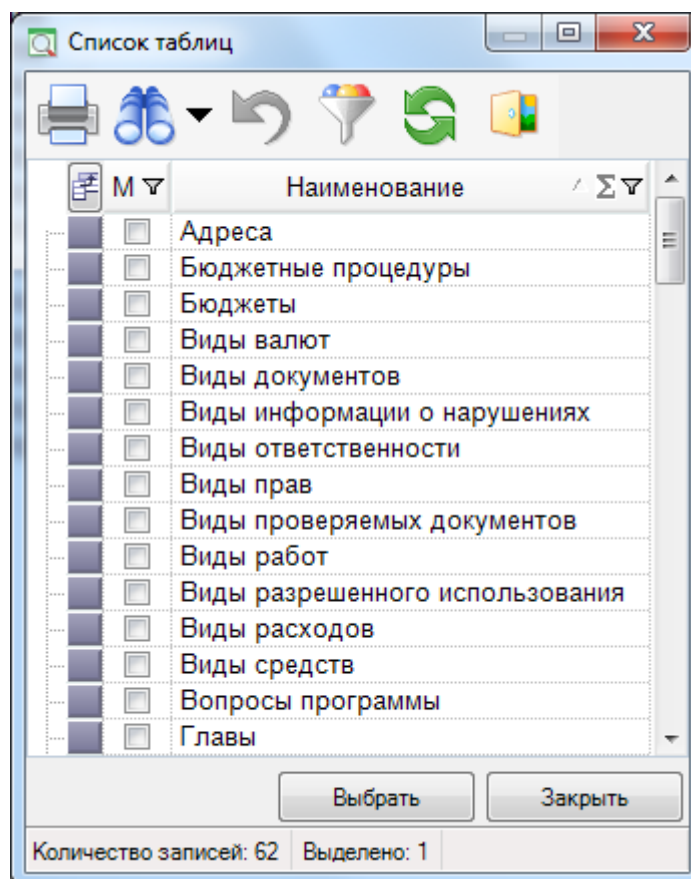 Список таблиц
М Наименование
Адреса
Бюджетные процедуры
Бюджеты
Виды валют
Виды документов
Виды информации о нарушениях
Виды ответственности
Виды прав
Виды проверяемых документов
Виды работ
Виды разрешенного использования
Виды расходов
Виды средств
Вопросы программы
Главы
Выбрать Закрыть
Количество записей: 62 Выделено: 1